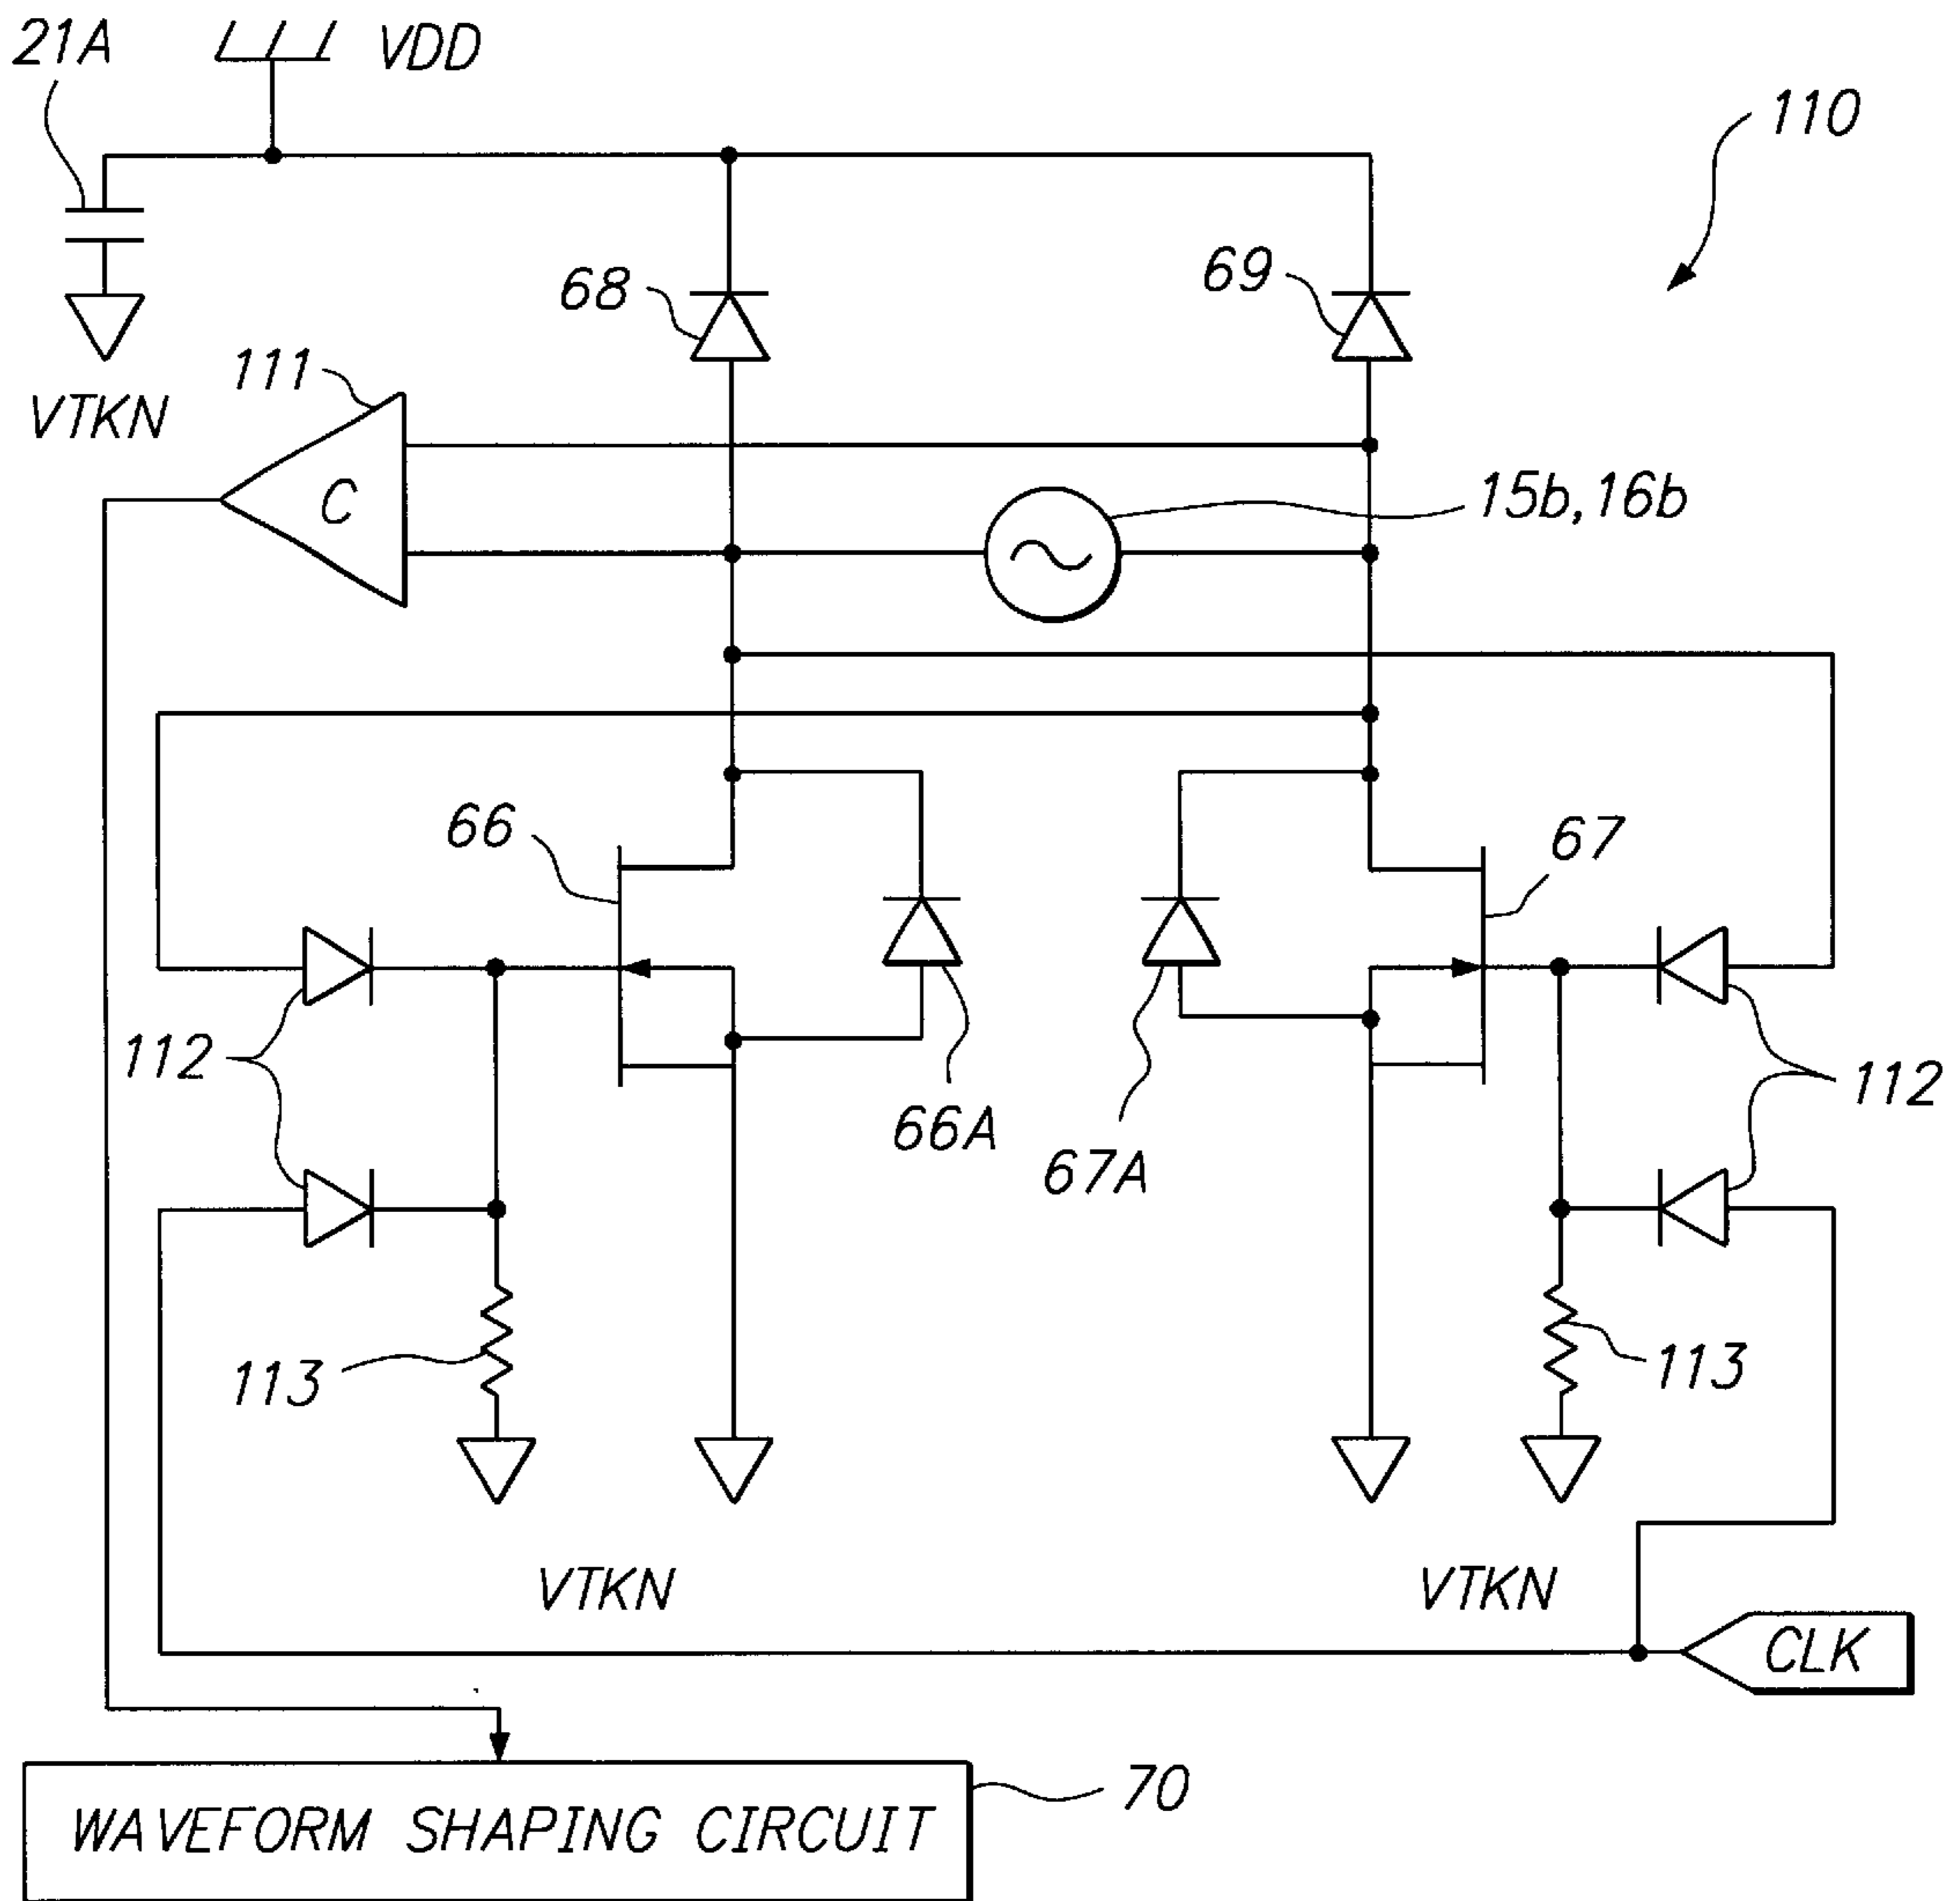 21A
VDD
110
68
69
111
VTKN
C
15b, 16b
66
67
112
112
66A
67A
113
113
VTKN
VTKN
CLK
70
WAVEFORM SHAPING CIRCUIT